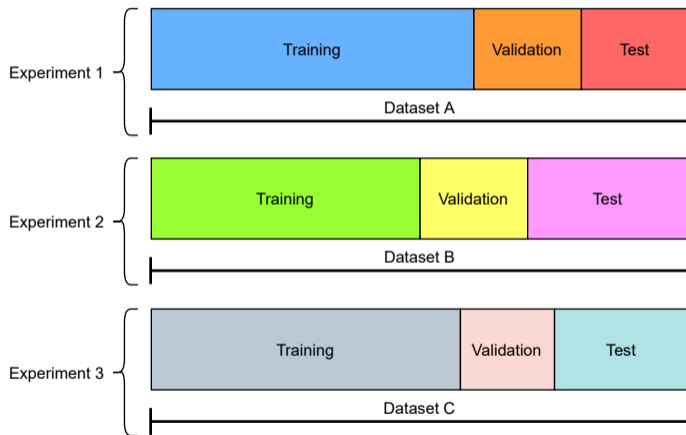 Training Validation Test
Experiment 1
Dataset A
Training Validation Test
Experiment 2
Dataset B
Training Validation Test
Experiment 3
Dataset C